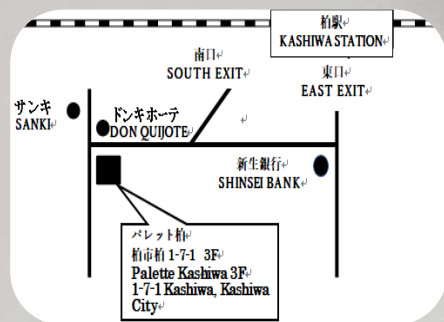 柏駅
KASHIWA STATION
南口
SOUTH EXIT
東口
EAST EXIT
サンキ
SANKI
ドンキホーテ
DON QUIJOTE
新生銀行
SHINSEI BANK
パレット柏
柏市柏 1-7-1 3F
Palette Kashiwa 3F
1-7-1 Kashiwa, Kashiwa
City